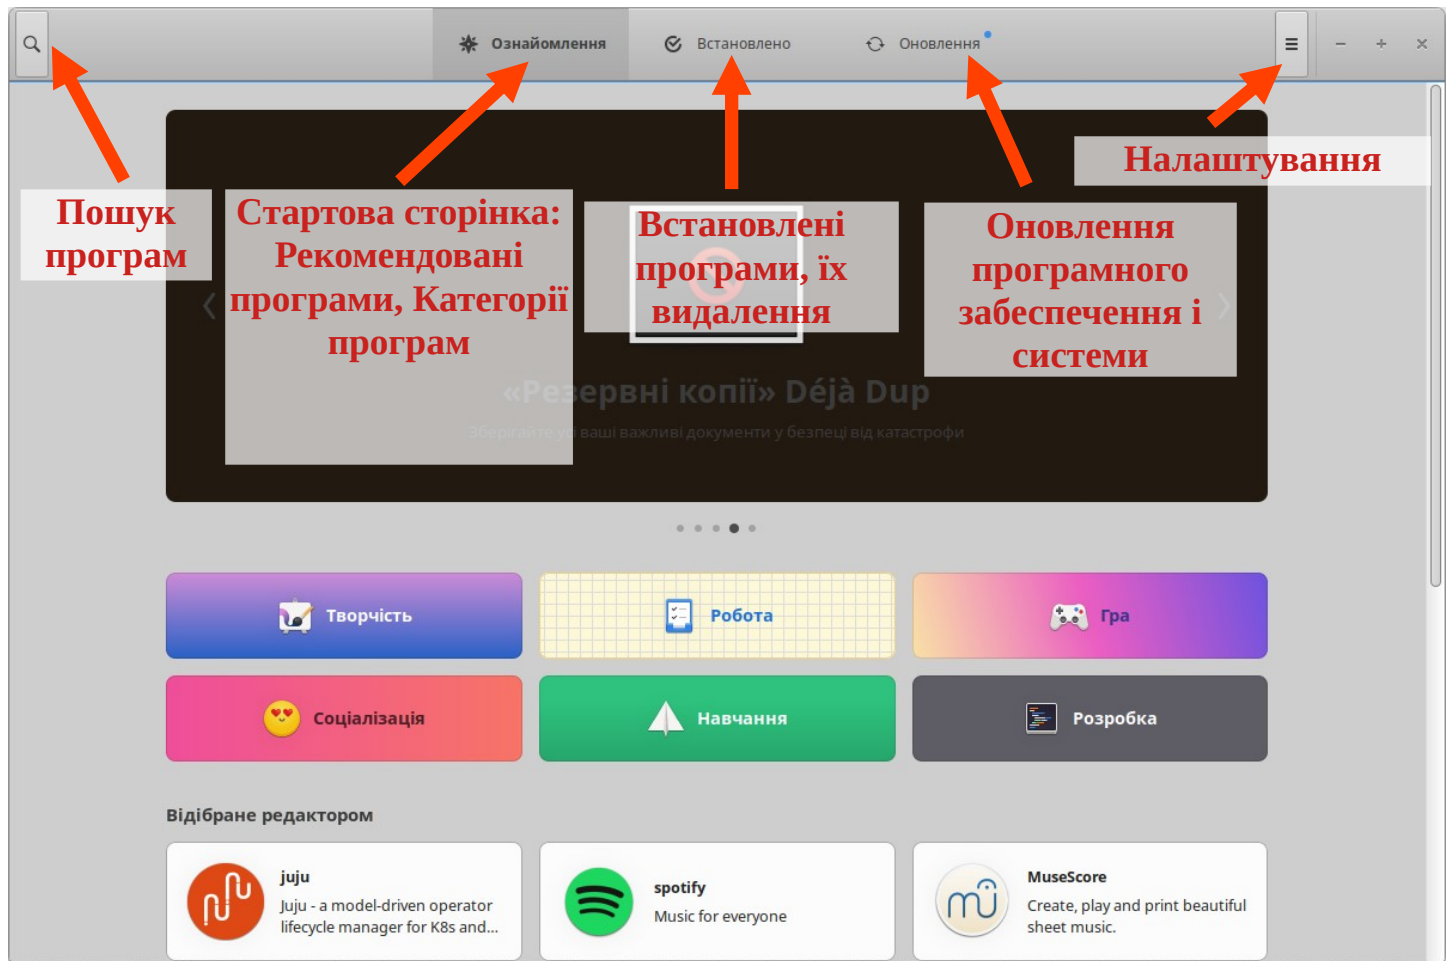 Ознайомлення
Встановлено
Оновлення
Налаштування
Пошук
програм
Стартова сторінка:
Рекомендовані
програми, Категорії
програм
Встановлені
програми, їх
видалення
Оновлення
програмного
забеспечення і
системи
«Резервні копії» Déjà Dup
Зберігайте усі ваші важливі документи у безпеці від катастрофи
Творчість
Робота
Гра
Соціалізація
Навчання
Розробка
Відібране редактором
juju
Juju - a model-driven operator
lifecycle manager for K8s and...
spotify
Music for everyone
MuseScore
Create, play and print beautiful
sheet music.